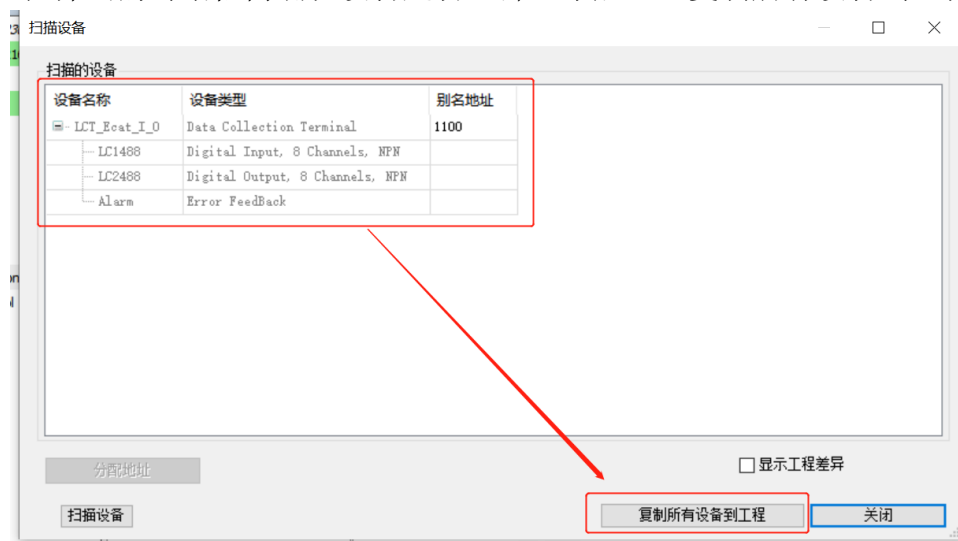 扫描设备
扫描的设备
设备名称 设备类型 别名地址
LCT_Ecat_I_0 Data Collection Terminal 1100
LC1488 Digital Input, 8 Channels, NPN
LC2488 Digital Output, 8 Channels, NPN
Alarm Error FeedBack
分配地址 显示工程差异
扫描设备 复制所有设备到工程 关闭